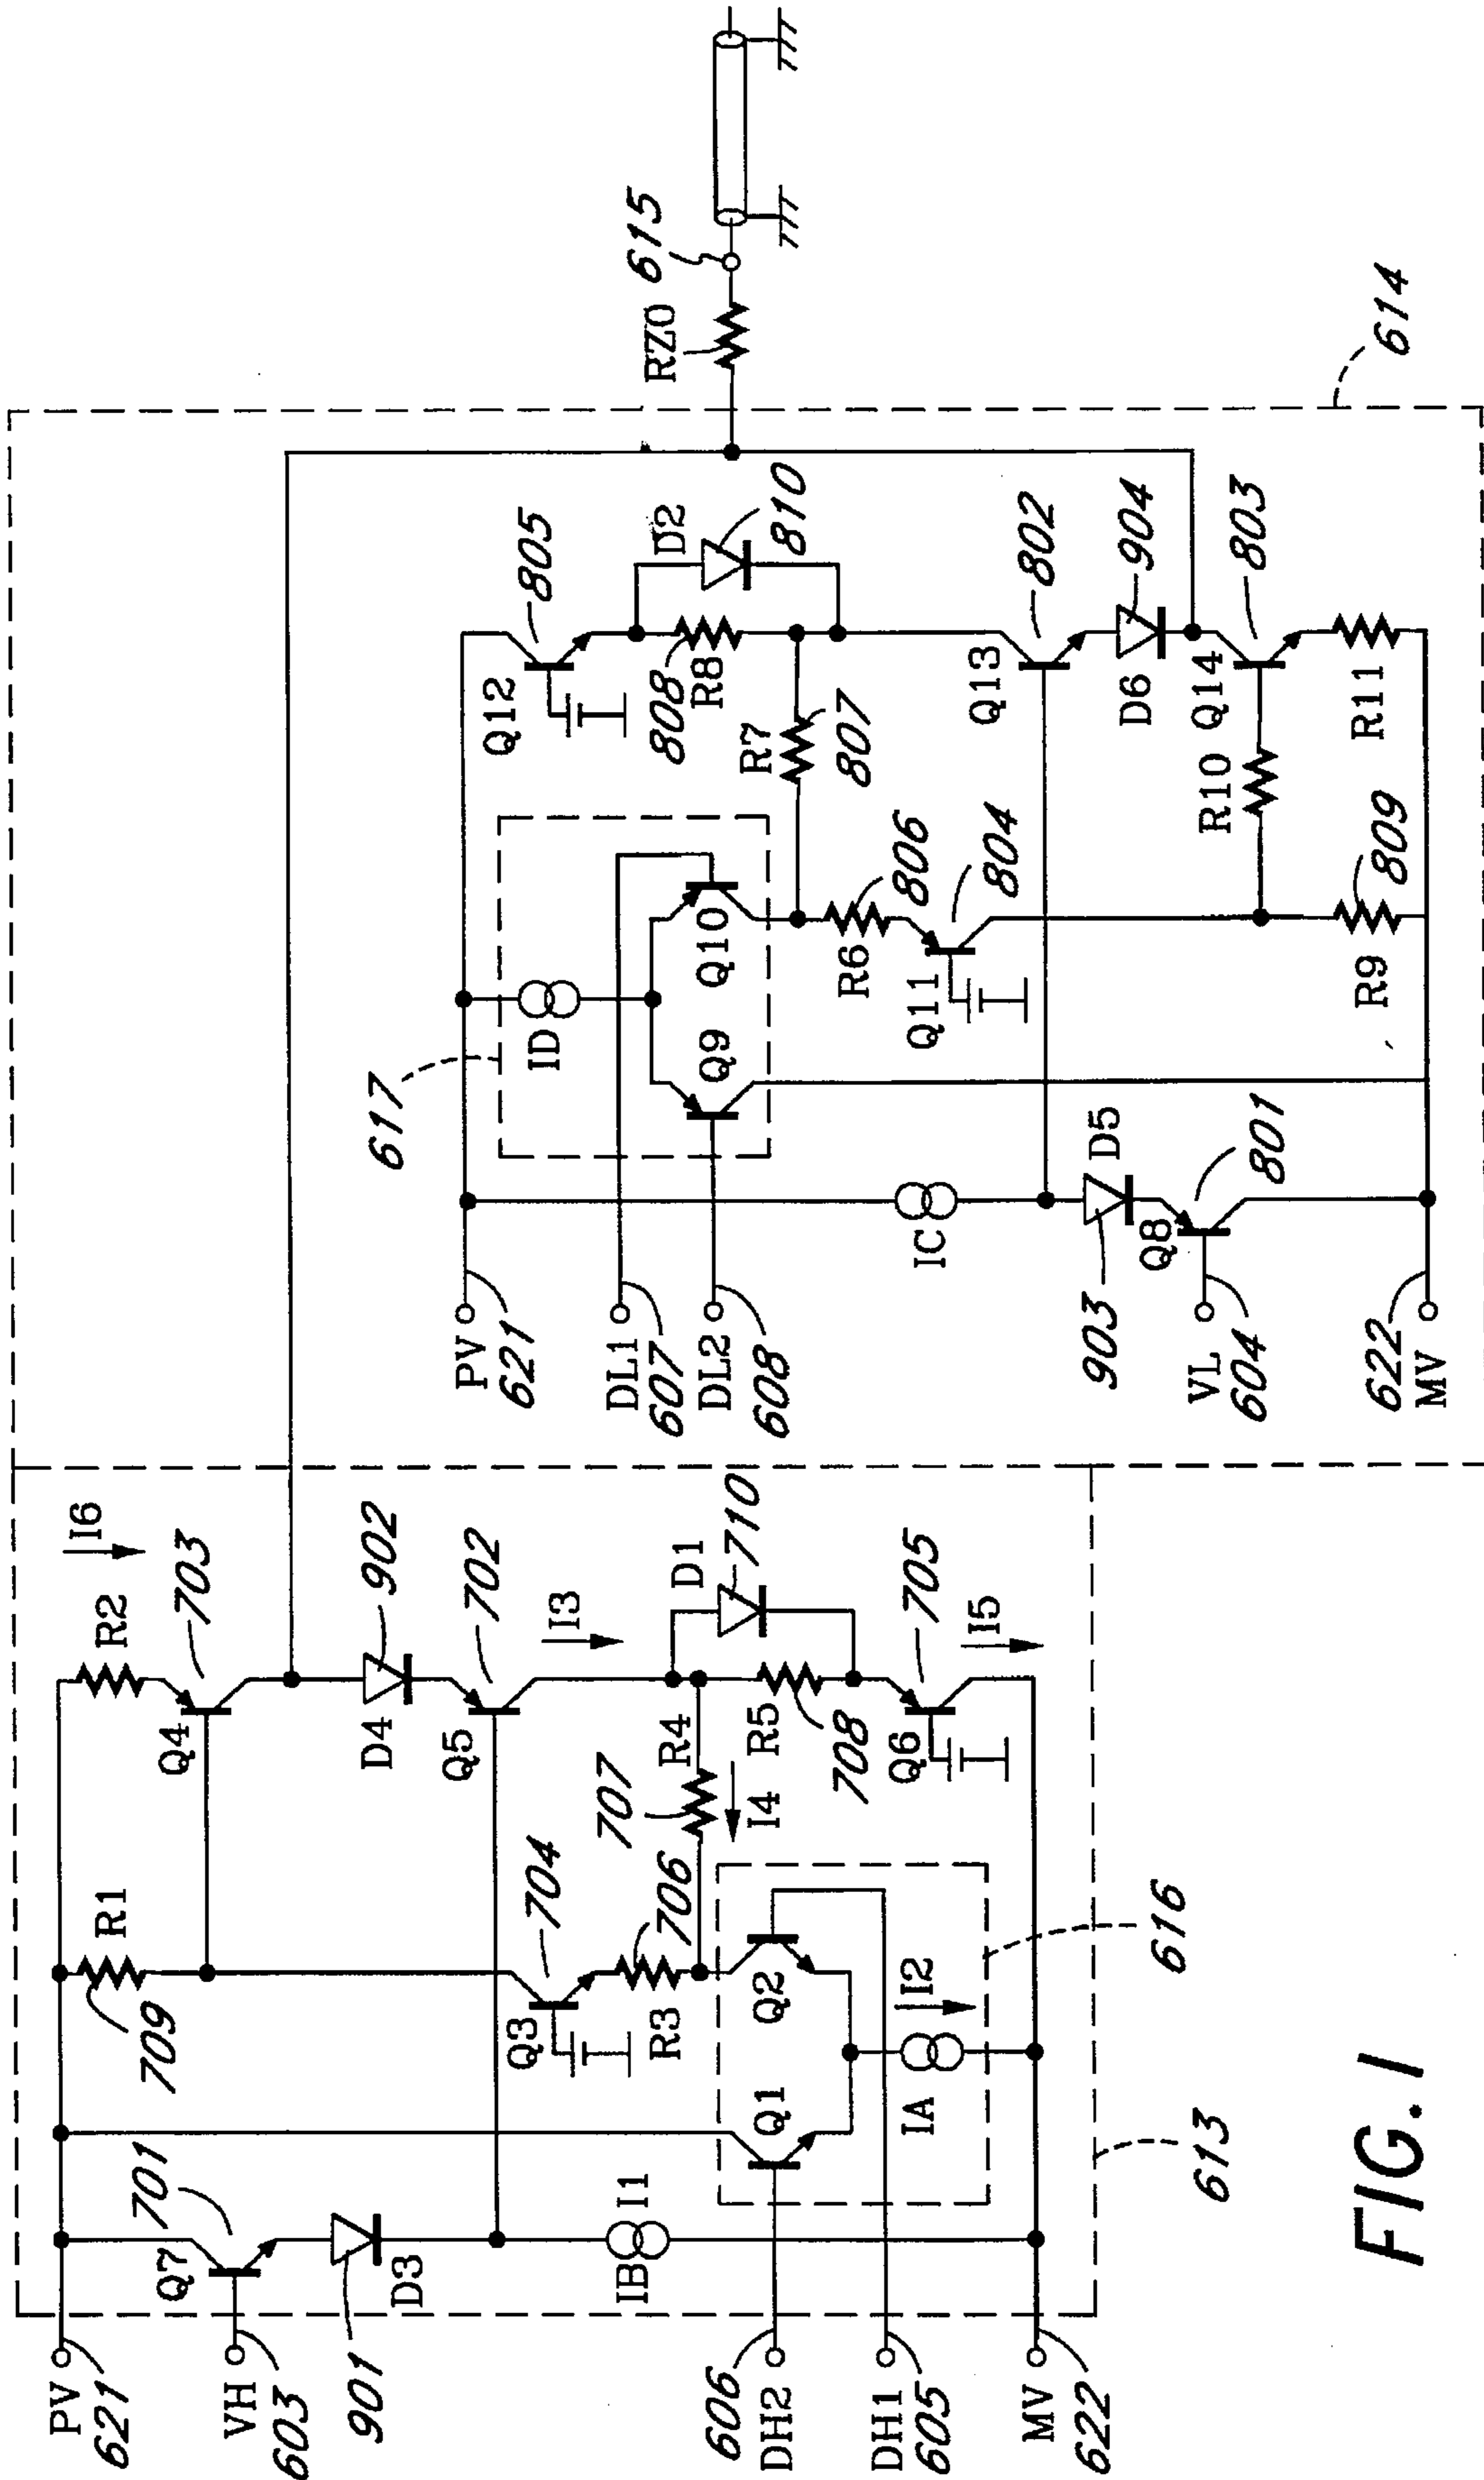 PV
621
VH
603
901
606
DH2
DH1
605
MV
622
Q7
701
D3
IB
I1
709
R1
Q3
704
R3
706
Q1
Q2
I2
IA
616
613
R2
I6
Q4
703
D4
902
Q5
702
I3
R4
707
I4
D1
710
R5
708
Q6
705
I5
PV
621
DL1
607
DL2
608
903
VL
604
622
MV
617
ID
Q9
Q10
IC
D5
Q8
801
R6
806
Q11
804
R9
809
R7
807
Q12
805
808
R8
D2
810
Q13
802
D6
904
Q14
803
R10
R11
RZ0
615
614
FIG. 1